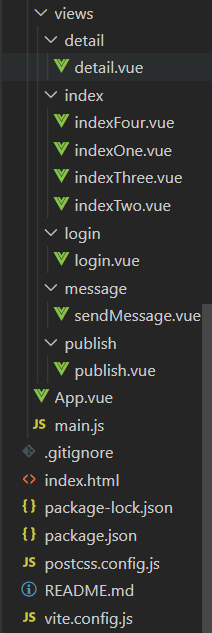 views
detail
detail.vue
index
indexFour.vue
indexOne.vue
indexThree.vue
indexTwo.vue
login
login.vue
message
sendMessage.vue
publish
publish.vue
App.vue
JS main.js
.gitignore
<> index.html
{} package-lock.json
{} package.json
JS postcss.config.js
README.md
JS vite.config.js